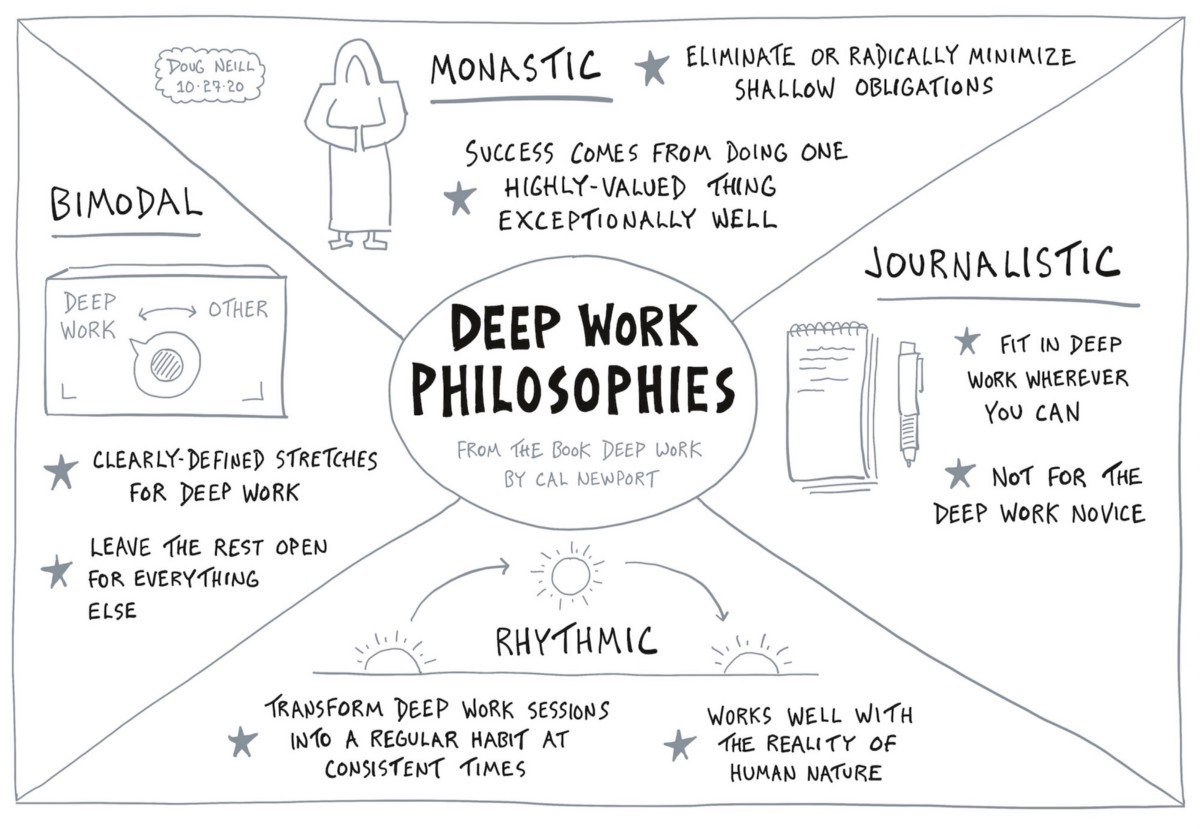 DOUG NEILL
10·27·20
MONASTIC
ELIMINATE OR RADICALLY MINIMIZE
SHALLOW OBLIGATIONS
SUCCESS COMES FROM DOING ONE
HIGHLY-VALUED THING
EXCEPTIONALLY WELL
BIMODAL
DEEP
WORK
OTHER
CLEARLY-DEFINED STRETCHES
FOR DEEP WORK
LEAVE THE REST OPEN
FOR EVERYTHING
ELSE
DEEP WORK
PHILOSOPHIES
FROM THE BOOK DEEP WORK
BY CAL NEWPORT
JOURNALISTIC
FIT IN DEEP
WORK WHEREVER
YOU CAN
NOT FOR THE
DEEP WORK NOVICE
RHYTHMIC
TRANSFORM DEEP WORK SESSIONS
INTO A REGULAR HABIT AT
CONSISTENT TIMES
WORKS WELL WITH
THE REALITY OF
HUMAN NATURE